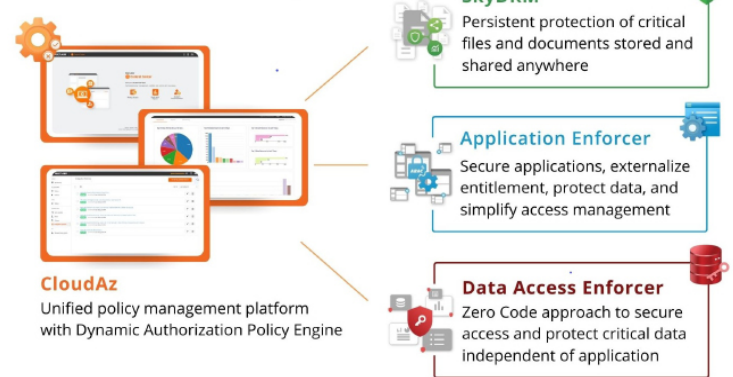 SkyDRM
Persistent protection of critical
files and documents stored and
shared anywhere
Application Enforcer
Secure applications, externalize
entitlement, protect data, and
simplify access management
CloudAz
Unified policy management platform
with Dynamic Authorization Policy Engine
Data Access Enforcer
Zero Code approach to secure
access and protect critical data
independent of application